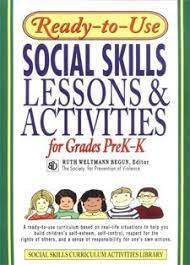 Ready-to-Use
SOCIAL SKILLS
LESSONS &
ACTIVITIES
for Grades PreK-K
RUTH WELTMANN BEGUN, Editor
The Society For Prevention of Violence
A ready-to-use curriculum based on real-life situations to help you
build children's self-esteem, self-control, respect for the
rights of others, and a sense of responsibility for one's own actions.
SOCIAL SKILLS CURRICULUM ACTIVITIES LIBRARY